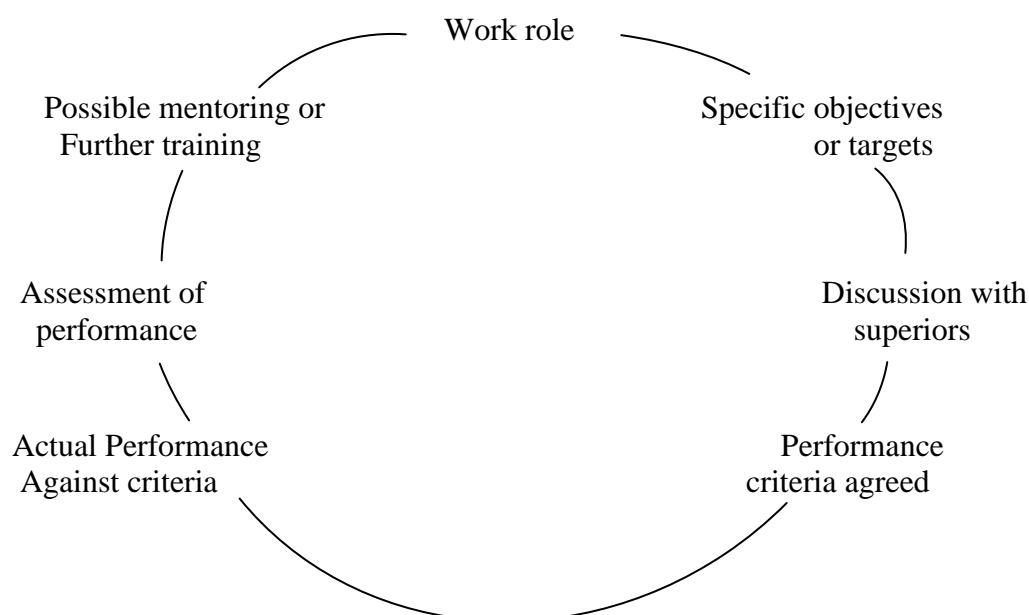 Work role
Specific objectives
or targets
Discussion with
superiors
Performance
criteria agreed
Actual Performance
Against criteria
Assessment of
performance
Possible mentoring or
Further training